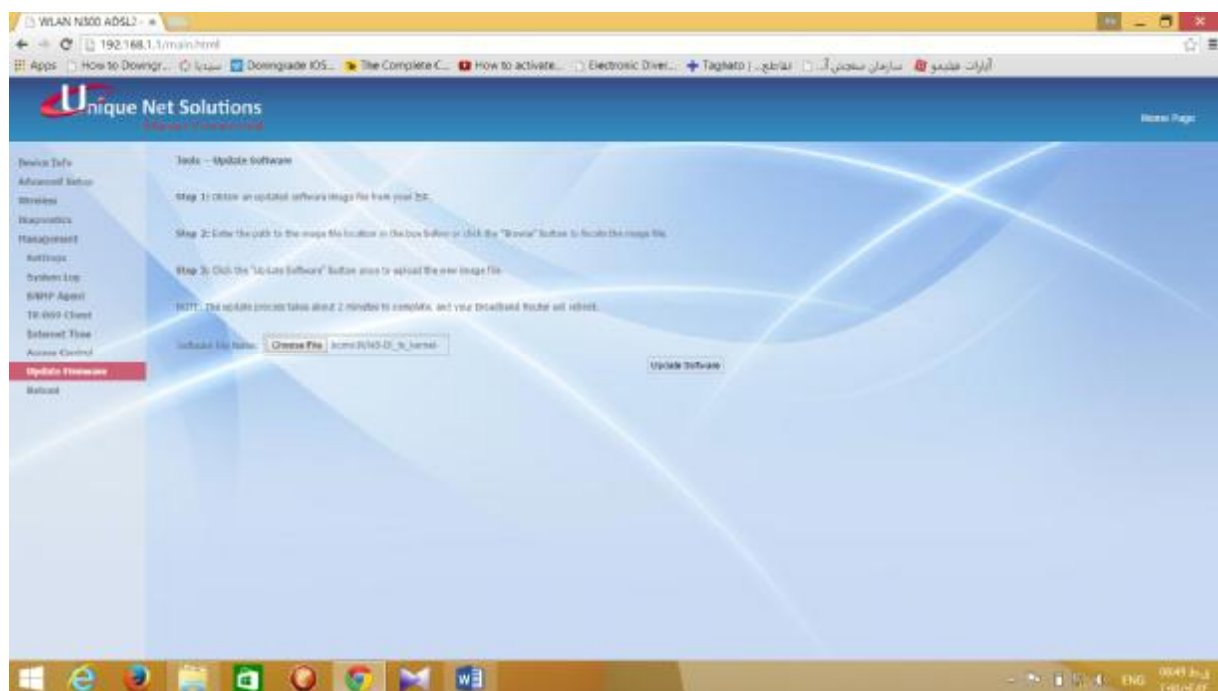 WLAN N300 ADSL2-
192.168.1.1/main.html
Apps How to Downgr... سیدیا Downgrade IOS... The Complete C... How to activate... Electronic Diver... Taghato | تقاطع... سازمان سنجش آ... آپارات فیلیمو
Unique Net Solutions
Home Page
Device Info
Advanced Setup
Wireless
Diagnostics
Management
Settings
System Log
SNMP Agent
TR-069 Client
Internet Time
Access Control
Update Firmware
Reboot
Tools -- Update Software
Step 1: Obtain an updated software image file from your ISP.
Step 2: Enter the path to the image file location in the box below or click the "Browse" button to locate the image file.
Step 3: Click the "Update Software" button once to upload the new image file.
NOTE: The update process takes about 2 minutes to complete, and your Broadband Router will reboot.
Software File Name: Choose File
Update Software
ENG